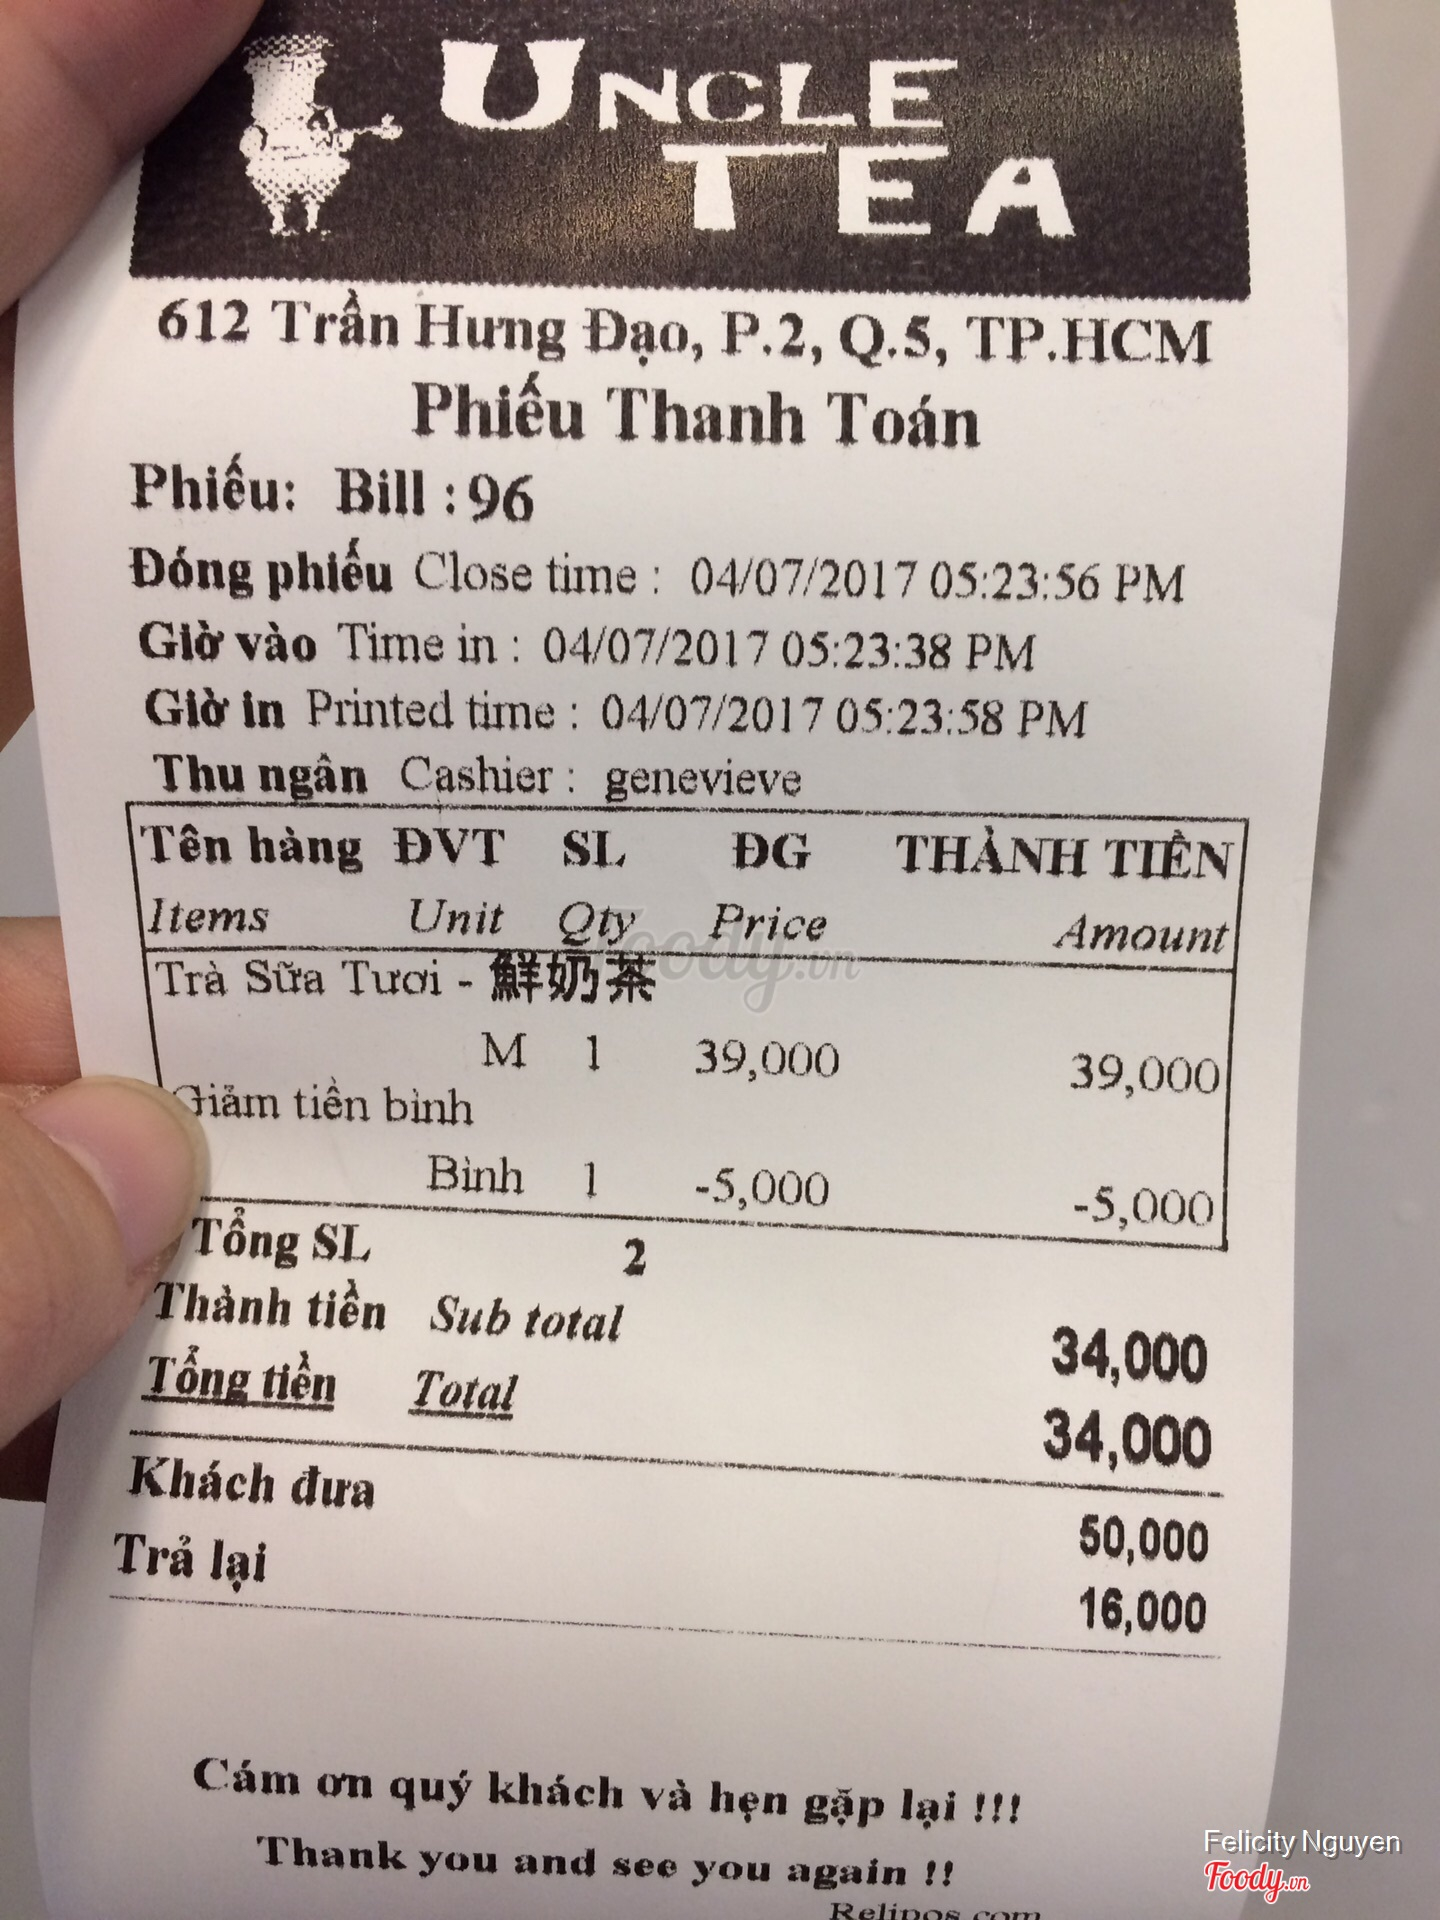 UNCLE
TEA
612 Trần Hưng Đạo, P.2, Q.5, TP.HCM
Phiếu Thanh Toán
Phiếu: Bill : 96
Đóng phiếu Close time : 04/07/2017 05:23:56 PM
Giờ vào Time in : 04/07/2017 05:23:38 PM
Giờ in Printed time : 04/07/2017 05:23:58 PM
Thu ngân Cashier : genevieve
Tên hàng ĐVT SL ĐG THÀNH TIỀN
Items Unit Qty Price Amount
Foody.vn
Trà Sữa Tươi - 鮮奶茶
M 1 39,000 39,000
Giảm tiền bình
Bình 1 -5,000 -5,000
Tổng SL 2
Thành tiền Sub total 34,000
Tổng tiền Total 34,000
Khách đưa 50,000
Trả lại 16,000
Cám ơn quý khách và hẹn gặp lại !!!
Thank you and see you again !!
Relipos.com
Felicity Nguyen
Foody.vn